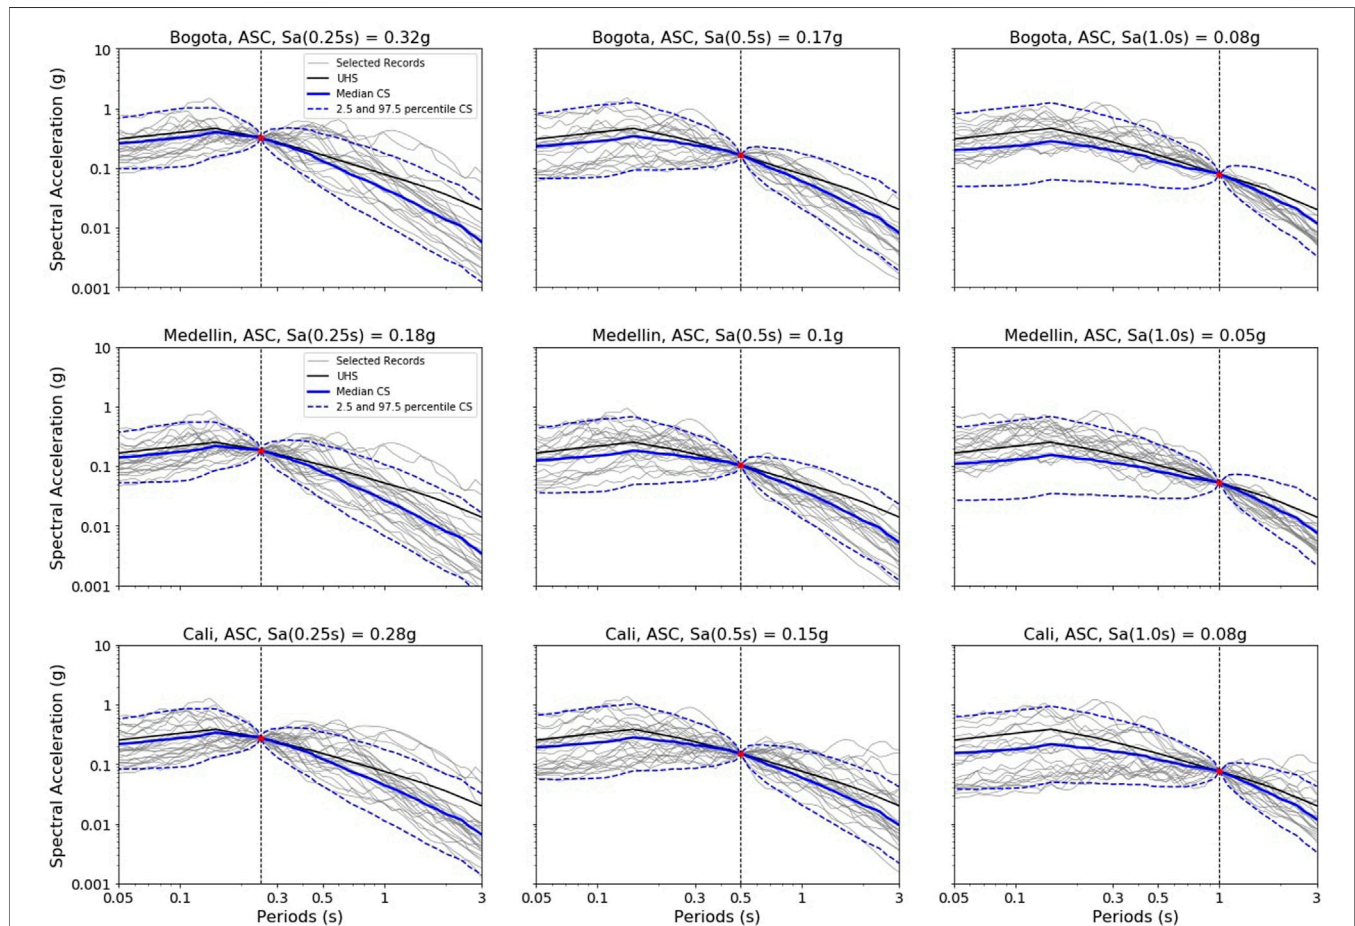 Bogota, ASC, Sa(0.25s) = 0.32g
Bogota, ASC, Sa(0.5s) = 0.17g
Bogota, ASC, Sa(1.0s) = 0.08g
Spectral Acceleration (g)
10
1
0.1
0.01
0.001
Selected Records
UHS
Median CS
2.5 and 97.5 percentile CS
Medellin, ASC, Sa(0.25s) = 0.18g
Medellin, ASC, Sa(0.5s) = 0.1g
Medellin, ASC, Sa(1.0s) = 0.05g
Spectral Acceleration (g)
10
1
0.1
0.01
0.001
Selected Records
UHS
Median CS
2.5 and 97.5 percentile CS
Cali, ASC, Sa(0.25s) = 0.28g
Cali, ASC, Sa(0.5s) = 0.15g
Cali, ASC, Sa(1.0s) = 0.08g
Spectral Acceleration (g)
10
1
0.1
0.01
0.001
0.05 0.1 0.3 0.5 1 3
0.05 0.1 0.3 0.5 1 3
0.05 0.1 0.3 0.5 1 3
Periods (s)
Periods (s)
Periods (s)